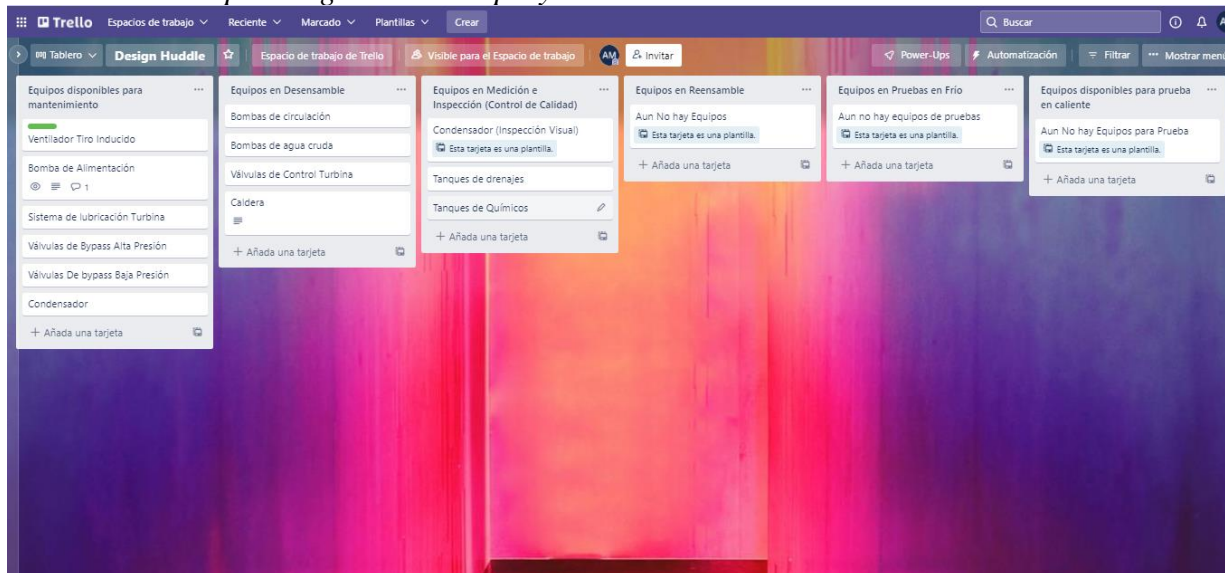 Trello Espacios de trabajo Reciente Marcado Plantillas Crear Buscar
Tablero Design Huddle Espacio de trabajo de Trello Visible para el Espacio de trabajo AM Invitar Power-Ups Automatización Filtrar Mostrar menú
Equipos disponibles para
mantenimiento
Ventilador Tiro Inducido
Bomba de Alimentación
1
Sistema de lubricación Turbina
Válvulas de Bypass Alta Presión
Válvulas De bypass Baja Presión
Condensador
+ Añada una tarjeta
Equipos en Desensamble
Bombas de circulación
Bombas de agua cruda
Válvulas de Control Turbina
Caldera
+ Añada una tarjeta
Equipos en Medición e
Inspección (Control de Calidad)
Condensador (Inspección Visual)
Esta tarjeta es una plantilla.
Tanques de drenajes
Tanques de Químicos
+ Añada una tarjeta
Equipos en Reensamble
Aun No hay Equipos
Esta tarjeta es una plantilla.
+ Añada una tarjeta
Equipos en Pruebas en Frío
Aun no hay equipos de pruebas
Esta tarjeta es una plantilla.
+ Añada una tarjeta
Equipos disponibles para prueba
en caliente
Aun No hay Equipos para Prueba
Esta tarjeta es una plantilla.
+ Añada una tarjeta